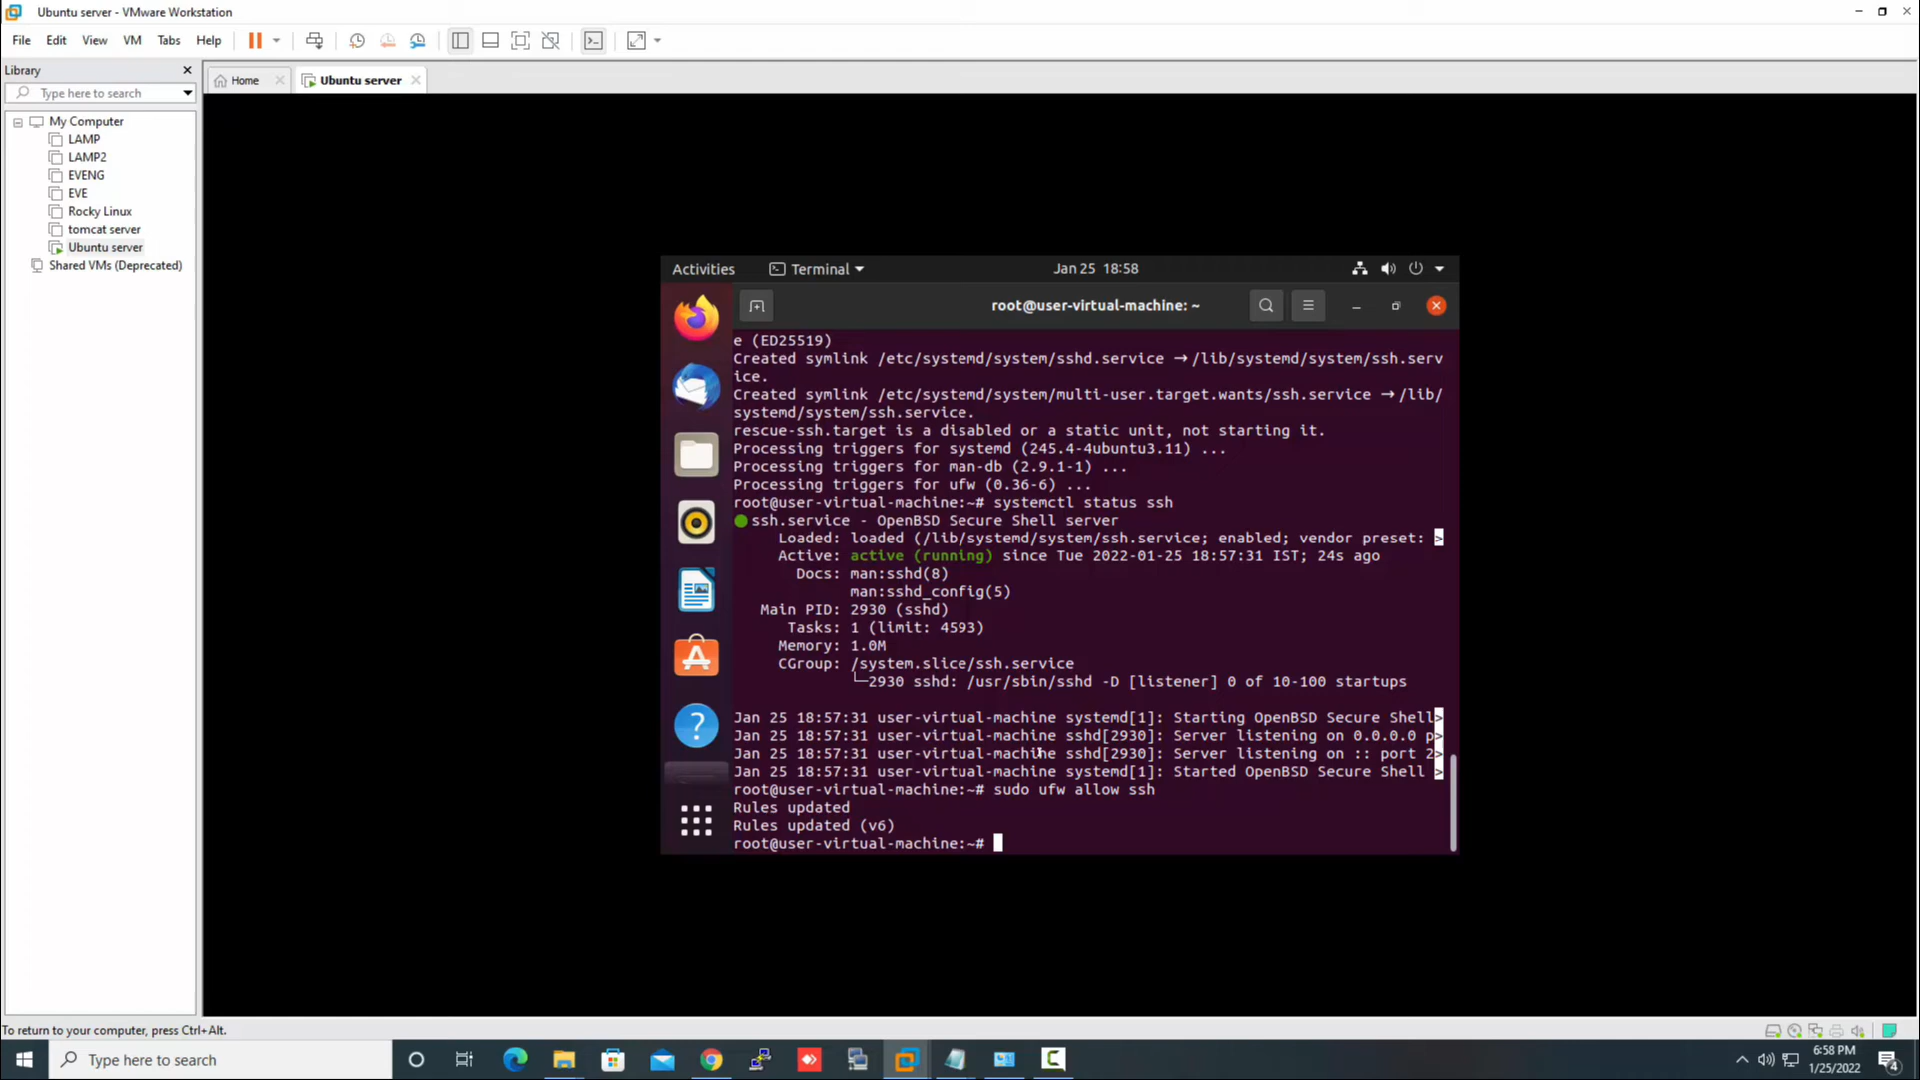 Ubuntu server - VMware Workstation
File Edit View VM Tabs Help
Library
Type here to search
Home
Ubuntu server
My Computer
LAMP
LAMP2
EVENG
EVE
Rocky Linux
tomcat server
Ubuntu server
Shared VMs (Deprecated)
Activities
Terminal
Jan 25 18:58
root@user-virtual-machine: ~
e (ED25519)
Created symlink /etc/systemd/system/sshd.service → /lib/systemd/system/ssh.serv
ice.
Created symlink /etc/systemd/system/multi-user.target.wants/ssh.service → /lib/
systemd/system/ssh.service.
rescue-ssh.target is a disabled or a static unit, not starting it.
Processing triggers for systemd (245.4-4ubuntu3.11) ...
Processing triggers for man-db (2.9.1-1) ...
Processing triggers for ufw (0.36-6) ...
root@user-virtual-machine:~# systemctl status ssh
● ssh.service - OpenBSD Secure Shell server
Loaded: loaded (/lib/systemd/system/ssh.service; enabled; vendor preset: >
Active: active (running) since Tue 2022-01-25 18:57:31 IST; 24s ago
Docs: man:sshd(8)
man:sshd_config(5)
Main PID: 2930 (sshd)
Tasks: 1 (limit: 4593)
Memory: 1.0M
CGroup: /system.slice/ssh.service
└─2930 sshd: /usr/sbin/sshd -D [listener] 0 of 10-100 startups
Jan 25 18:57:31 user-virtual-machine systemd[1]: Starting OpenBSD Secure Shell>
Jan 25 18:57:31 user-virtual-machine sshd[2930]: Server listening on 0.0.0.0 p>
Jan 25 18:57:31 user-virtual-machine sshd[2930]: Server listening on :: port 2>
Jan 25 18:57:31 user-virtual-machine systemd[1]: Started OpenBSD Secure Shell >
root@user-virtual-machine:~# sudo ufw allow ssh
Rules updated
Rules updated (v6)
root@user-virtual-machine:~#
To return to your computer, press Ctrl+Alt.
Type here to search
6:58 PM
1/25/2022
4